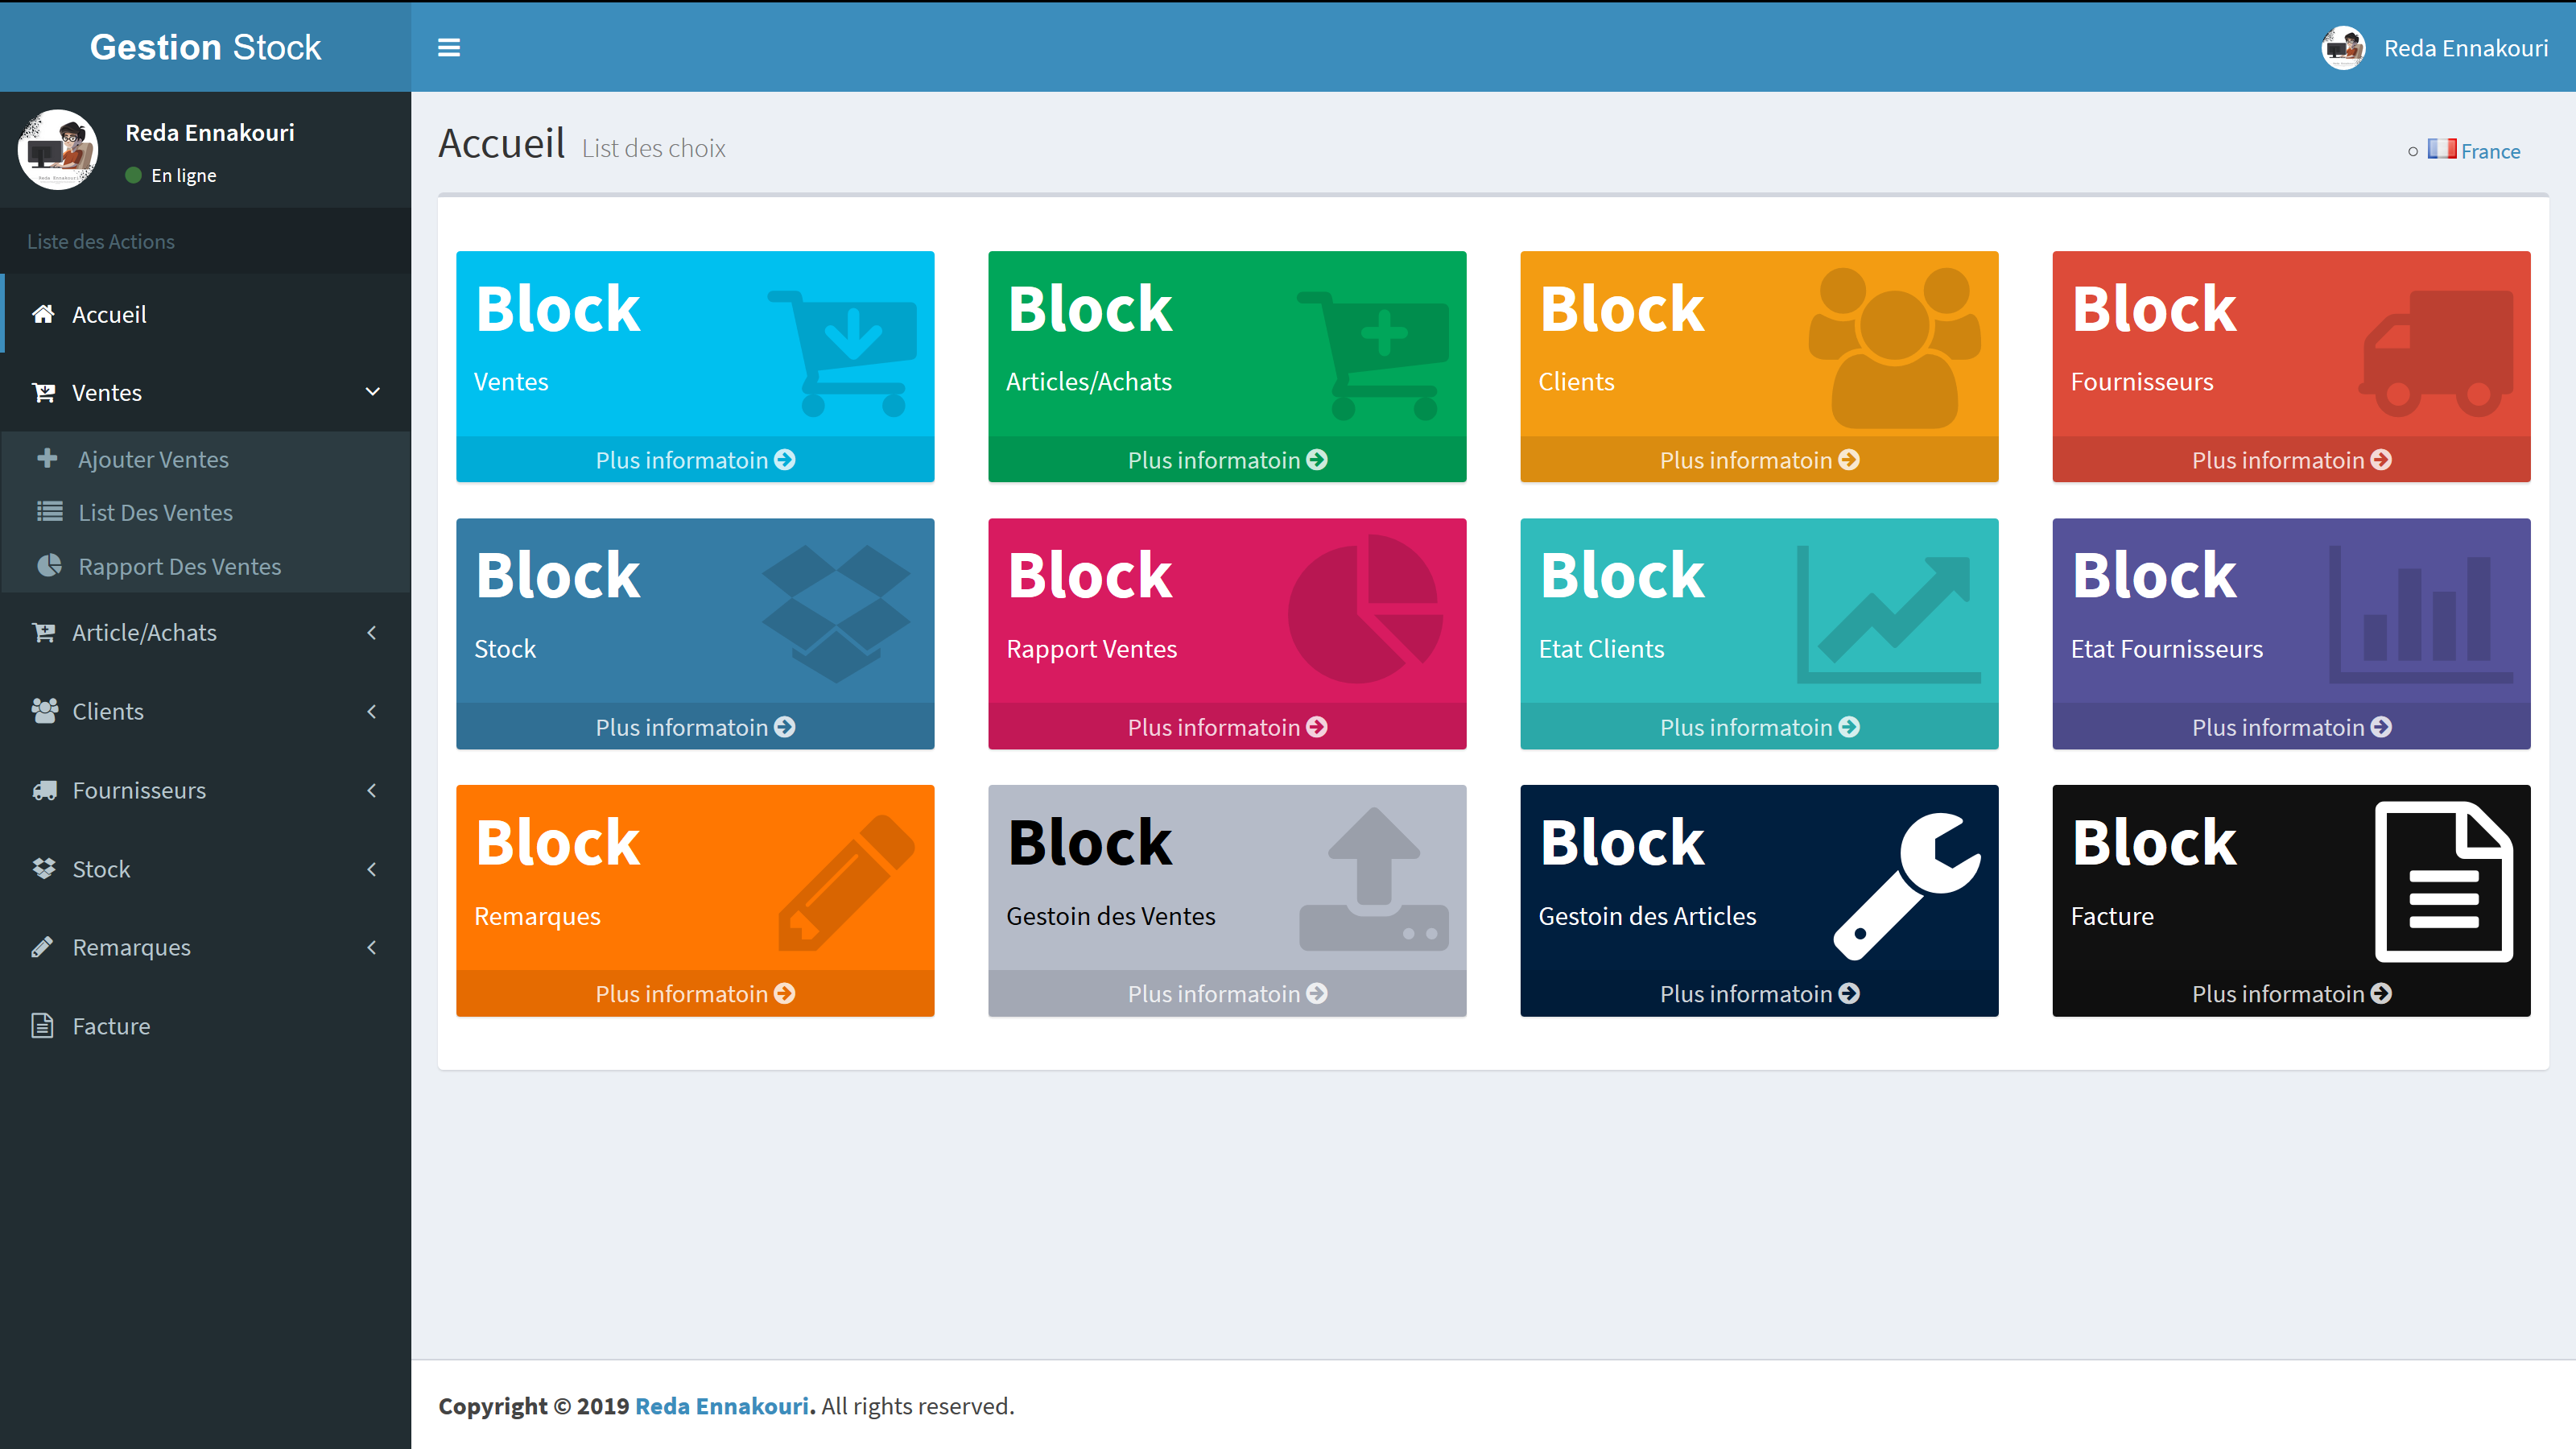 Gestion Stock
Reda Ennakouri
Reda Ennakouri
En ligne
Liste des Actions
Accueil
Ventes
Ajouter Ventes
List Des Ventes
Rapport Des Ventes
Article/Achats
Clients
Fournisseurs
Stock
Remarques
Facture
Accueil List des choix
France
Block
Ventes
Plus informatoin
Block
Articles/Achats
Plus informatoin
Block
Clients
Plus informatoin
Block
Fournisseurs
Plus informatoin
Block
Stock
Plus informatoin
Block
Rapport Ventes
Plus informatoin
Block
Etat Clients
Plus informatoin
Block
Etat Fournisseurs
Plus informatoin
Block
Remarques
Plus informatoin
Block
Gestoin des Ventes
Plus informatoin
Block
Gestoin des Articles
Plus informatoin
Block
Facture
Plus informatoin
Copyright © 2019 Reda Ennakouri. All rights reserved.